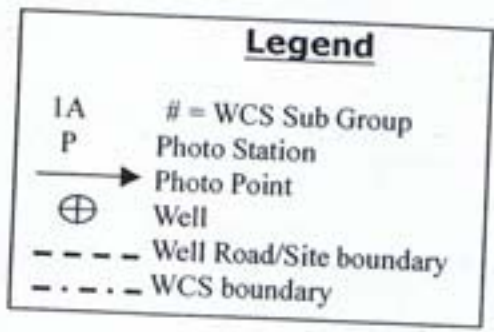 Legend
1A # = WCS Sub Group
P Photo Station
Photo Point
Well
Well Road/Site boundary
WCS boundary